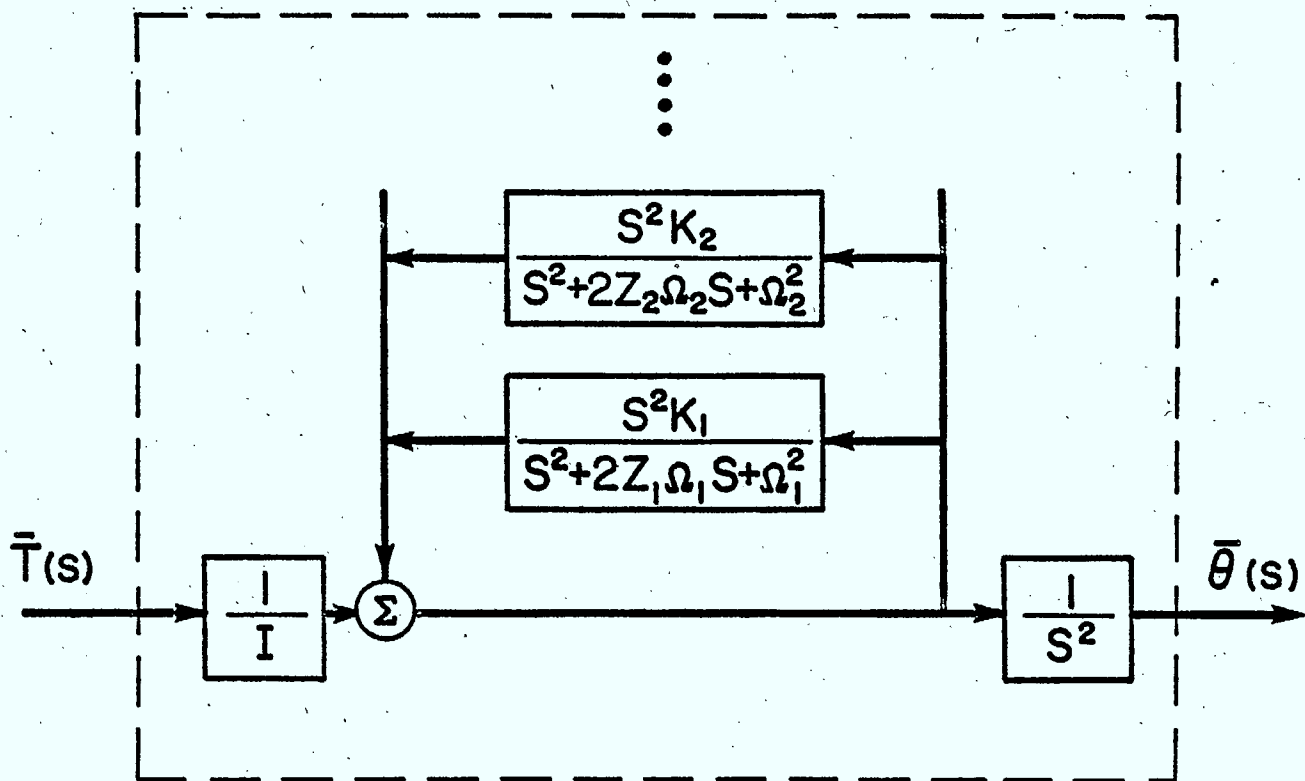 S²K₂
S²+2Z₂Ω₂S+Ω₂²
S²K₁
S²+2Z₁Ω₁S+Ω₁²
T̄(s)
1
I
Σ
1
S²
θ̄(s)